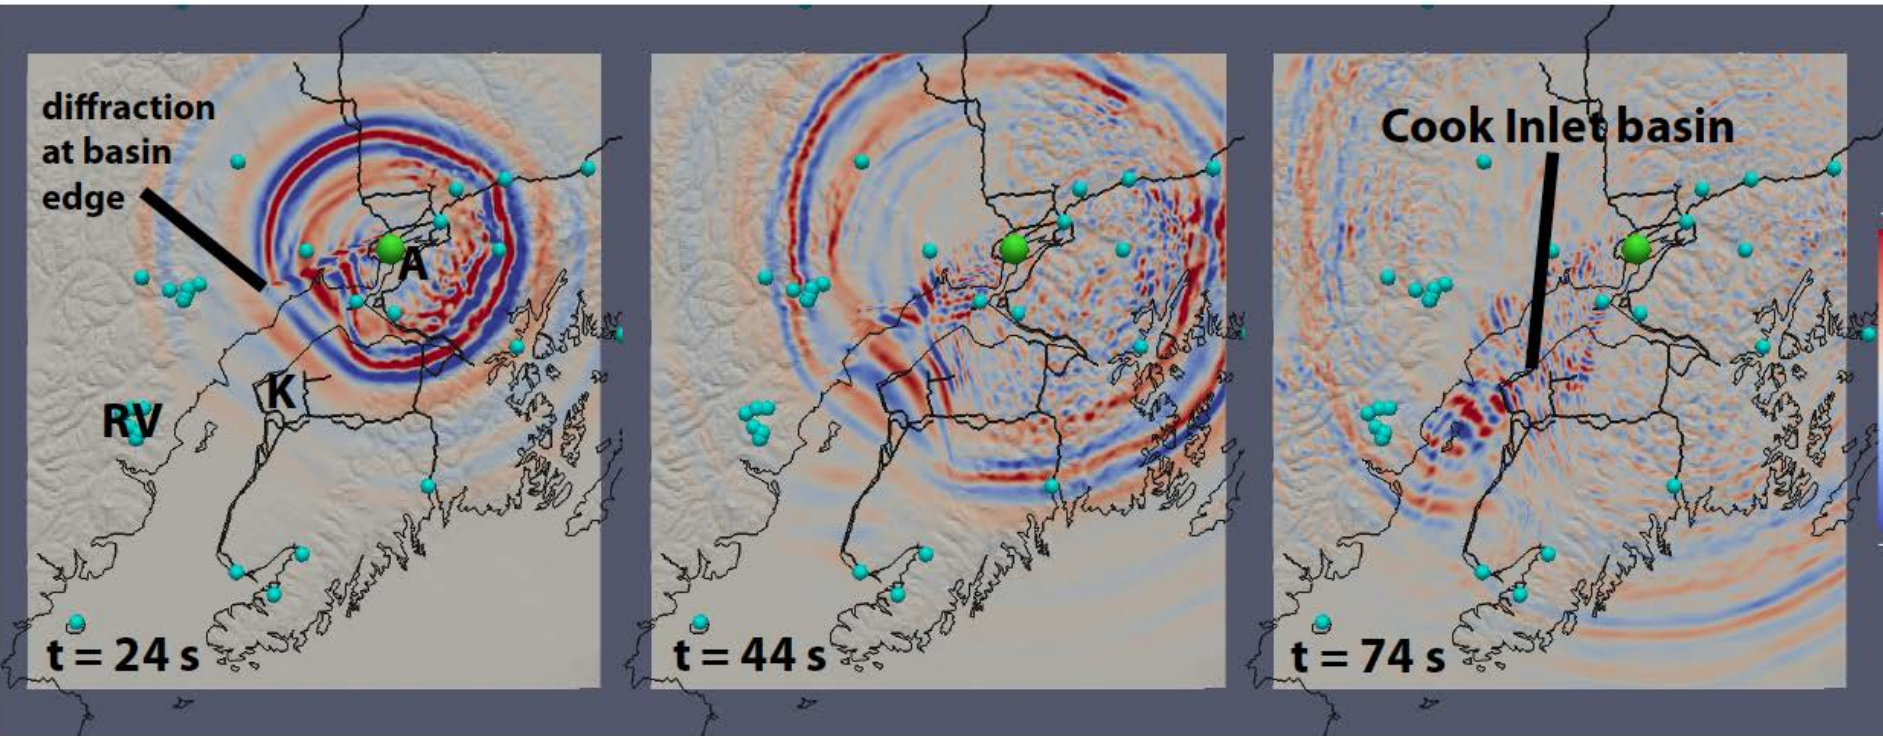 diffraction
at basin
edge
A
K
RV
t = 24 s
t = 44 s
Cook Inlet basin
t = 74 s